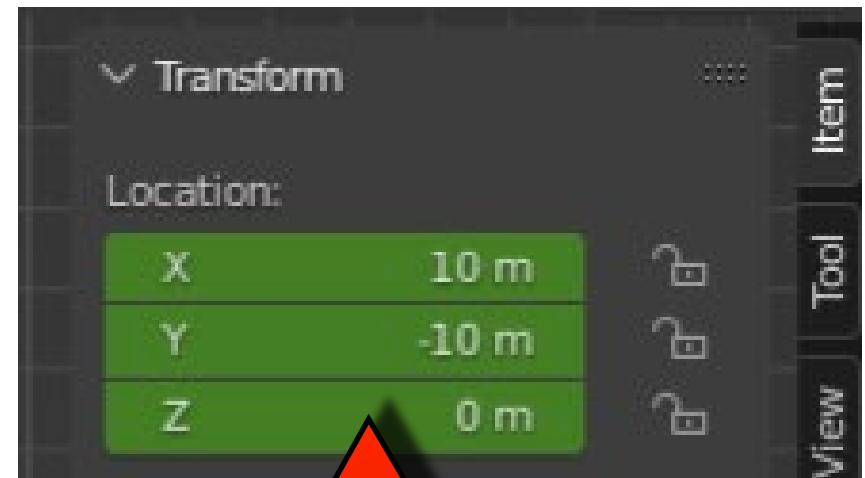 Transform
Location:
X 10 m
Y -10 m
Z 0 m
Item
Tool
View